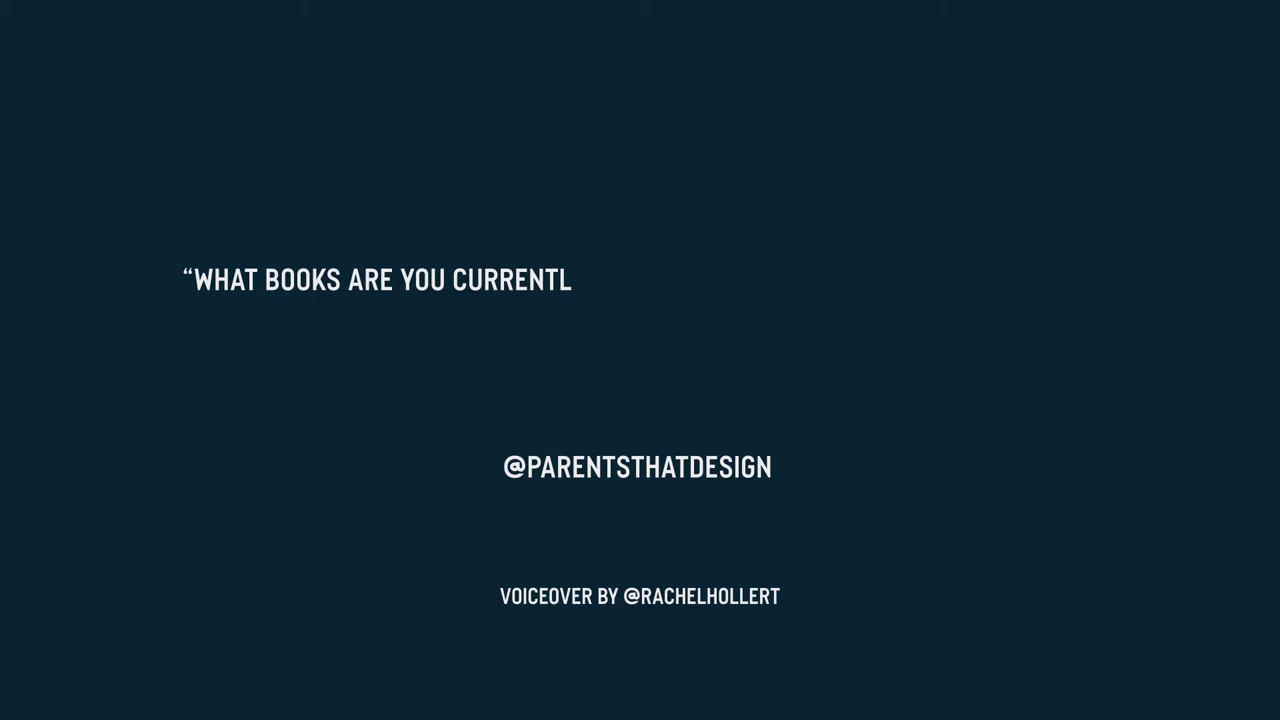 “WHAT BOOKS ARE YOU CURRENTL
@PARENTSTHATDESIGN
VOICEOVER BY @RACHELHOLLERT